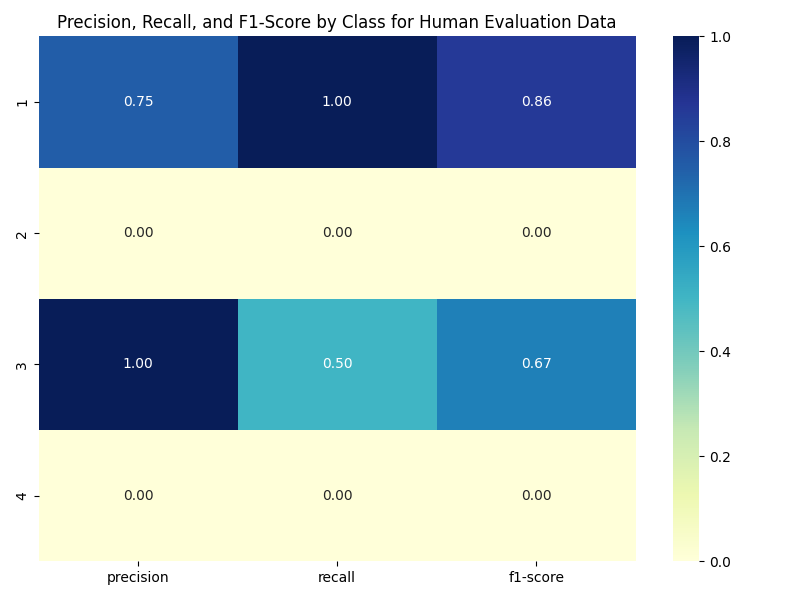 Precision, Recall, and F1-Score by Class for Human Evaluation Data
1 0.75 1.00 0.86
2 0.00 0.00 0.00
3 1.00 0.50 0.67
4 0.00 0.00 0.00
precision recall f1-score
1.0
0.8
0.6
0.4
0.2
0.0